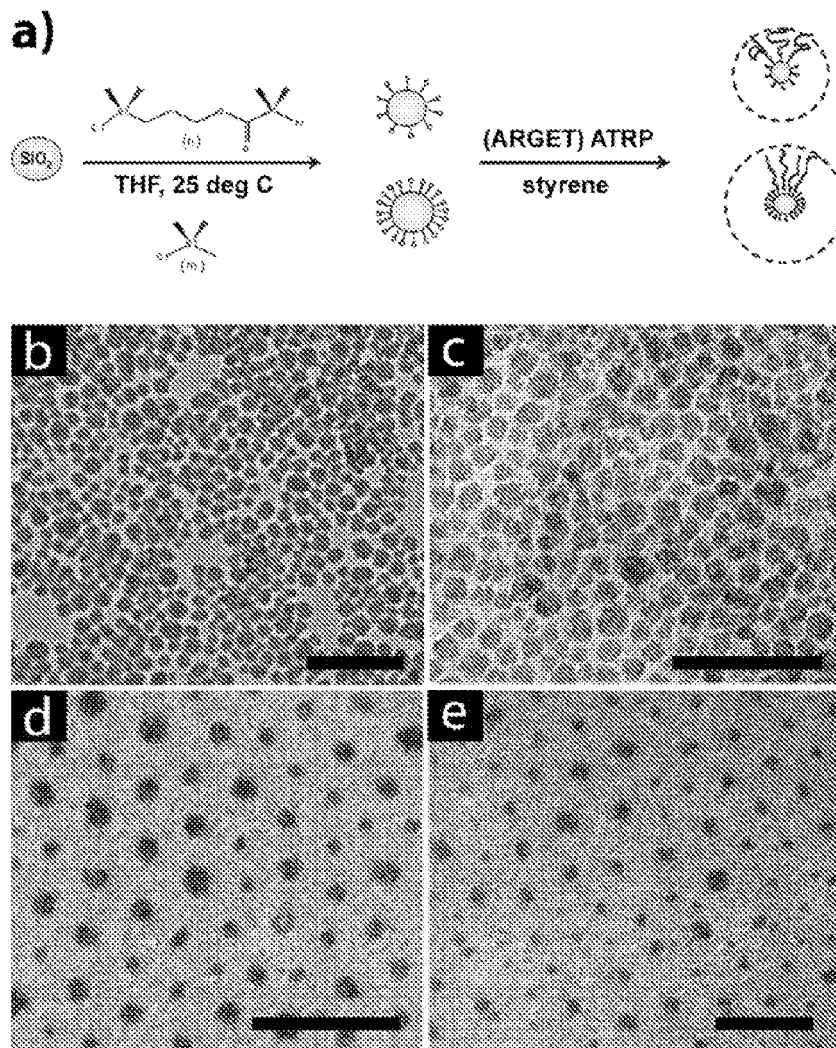 a)
SiO₂
THF, 25 deg C
(ARGET) ATRP
styrene
b
c
d
e